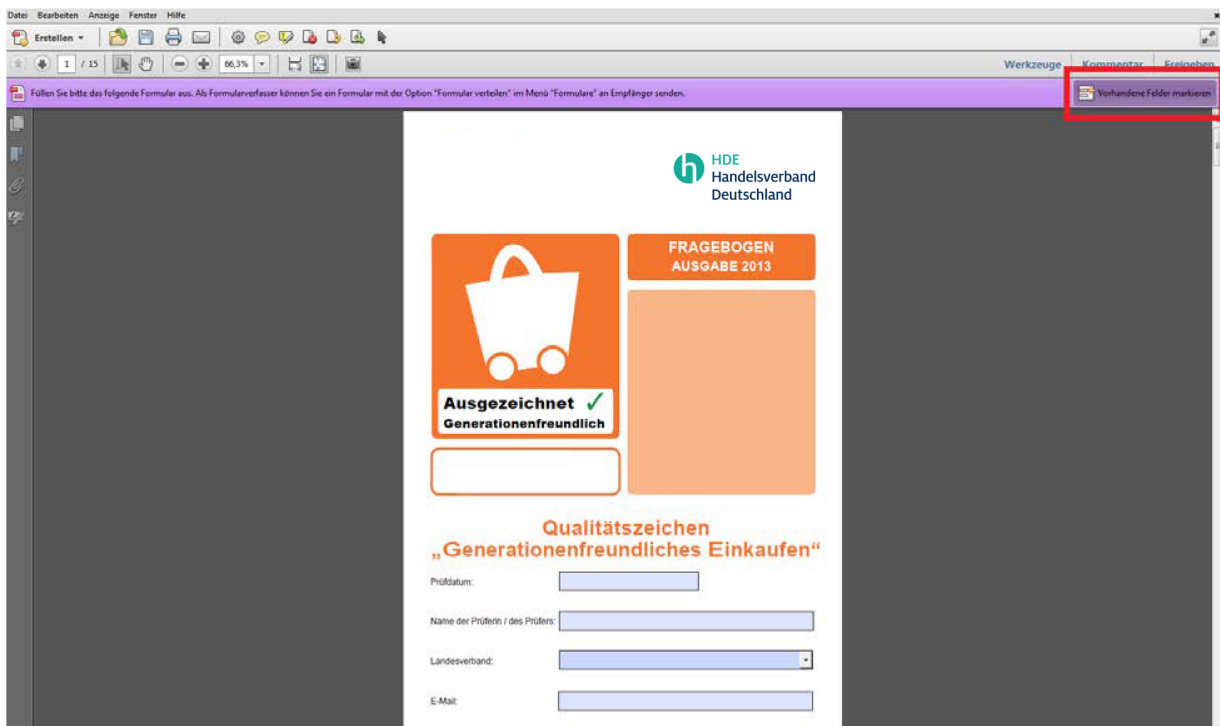 Datei Bearbeiten Anzeige Fenster Hilfe
Erstellen
1 / 15 66,3% Werkzeuge Kommentar Freigeben
Füllen Sie bitte das folgende Formular aus. Als Formularverfasser können Sie ein Formular mit der Option "Formular verteilen" im Menü "Formulare" an Empfänger senden. Vorhandene Felder markieren
HDE
Handelsverband
Deutschland
FRAGEBOGEN
AUSGABE 2013
Ausgezeichnet ✓
Generationenfreundlich
Qualitätszeichen
„Generationenfreundliches Einkaufen“
Prüfdatum:
Name der Prüferin / des Prüfers:
Landesverband:
E-Mail: